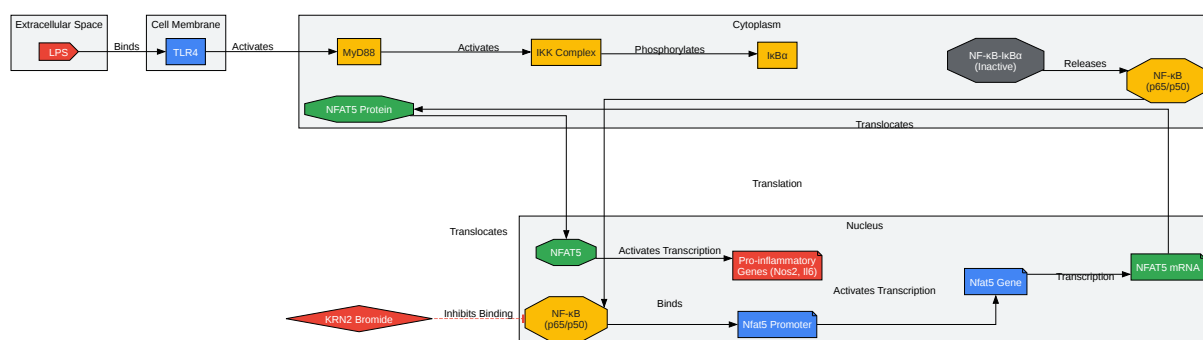 Extracellular Space
Cell Membrane
Cytoplasm
LPS
Binds
TLR4
Activates
MyD88
Activates
IKK Complex
Phosphorylates
IκBα
NF-κB-IκBα
(Inactive)
Releases
NF-κB
(p65/p50)
NFAT5 Protein
Translocates
Translation
Translocates
Nucleus
NFAT5
Activates Transcription
Pro-inflammatory
Genes (Nos2, Il6)
Activates Transcription
Nfat5 Gene
Transcription
NFAT5 mRNA
KRN2 Bromide
Inhibits Binding
NF-κB
(p65/p50)
Binds
Nfat5 Promoter